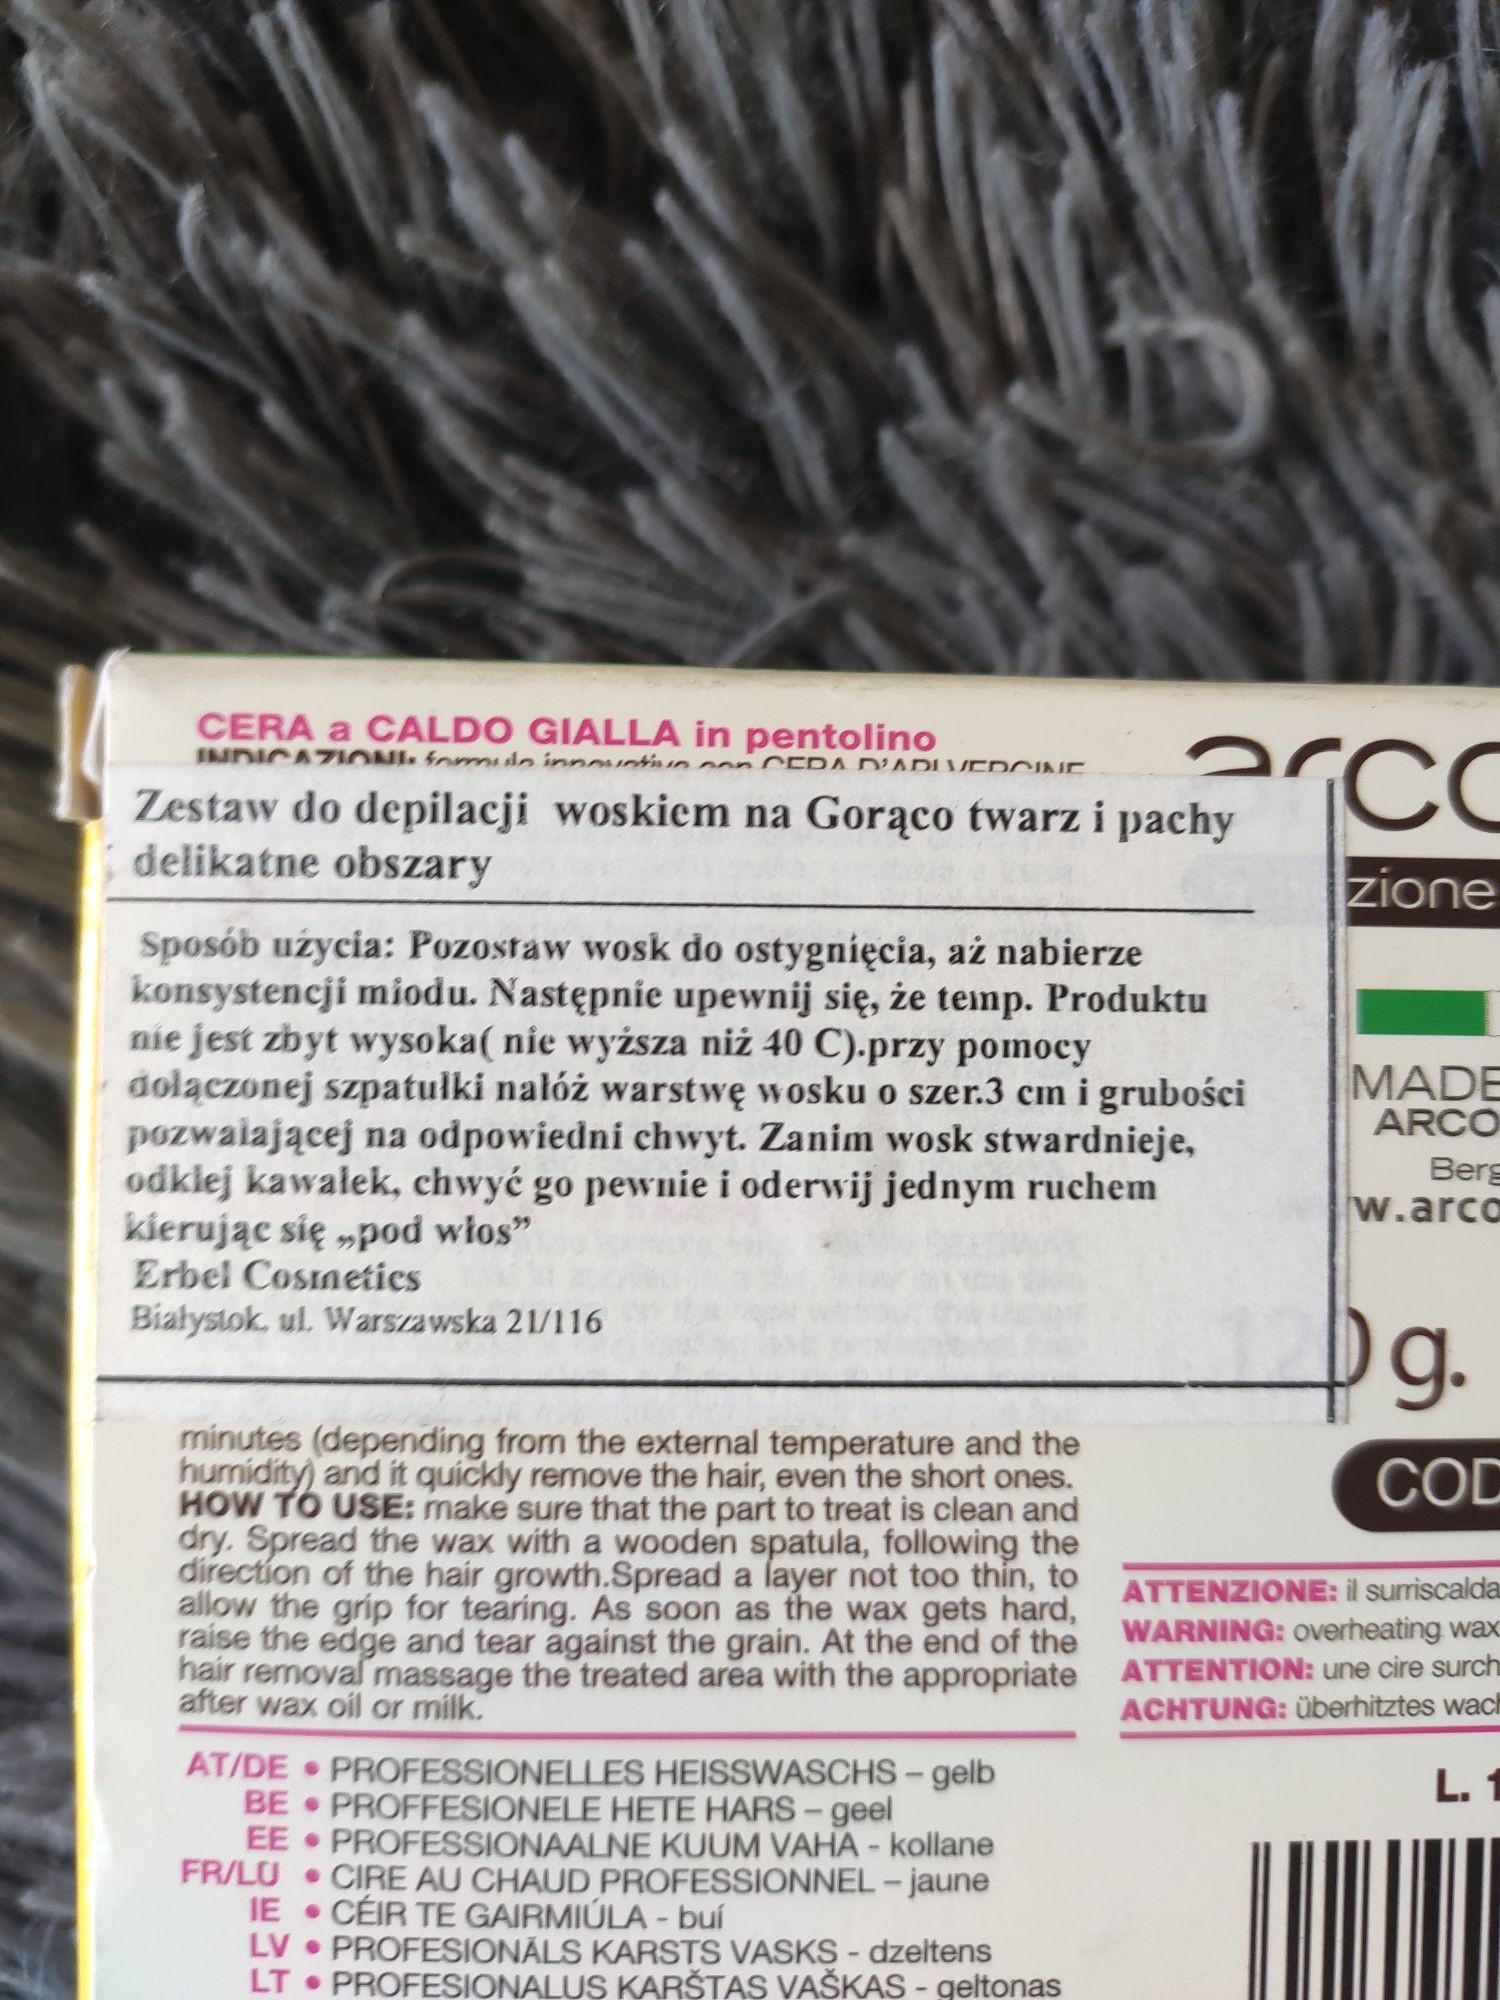 CERA a CALDO GIALLA in pentolino
INDICAZIONI: formula innovativa con CERA D'API VERGINE
arco
Zestaw do depilacji woskiem na Gorąco twarz i pachy
delikatne obszary
zione
Sposób użycia: Pozostaw wosk do ostygnięcia, aż nabierze
konsystencji miodu. Następnie upewnij się, że temp. Produktu
nie jest zbyt wysoka( nie wyższa niż 40 C).przy pomocy
dołączonej szpatułki nałóż warstwę wosku o szer.3 cm i grubości
pozwalającej na odpowiedni chwyt. Zanim wosk stwardnieje,
odklej kawałek, chwyć go pewnie i oderwij jednym ruchem
kierując się „pod włos”
Erbel Cosmetics
Białystok, ul. Warszawska 21/116
MADE
ARCO
Berg
w.arco
120 g.
COD
minutes (depending from the external temperature and the
humidity) and it quickly remove the hair, even the short ones.
HOW TO USE: make sure that the part to treat is clean and
dry. Spread the wax with a wooden spatula, following the
direction of the hair growth.Spread a layer not too thin, to
allow the grip for tearing. As soon as the wax gets hard,
raise the edge and tear against the grain. At the end of the
hair removal massage the treated area with the appropriate
after wax oil or milk.
ATTENZIONE: il surriscalda
WARNING: overheating wax
ATTENTION: une cire surch
ACHTUNG: überhitztes wach
L. 1
AT/DE • PROFESSIONELLES HEISSWASCHS – gelb
BE • PROFFESIONELE HETE HARS – geel
EE • PROFESSIONAALNE KUUM VAHA - kollane
FR/LU • CIRE AU CHAUD PROFESSIONNEL – jaune
IE • CÉIR TE GAIRMIÚLA - buí
LV • PROFESIONĀLS KARSTS VASKS - dzeltens
LT • PROFESIONALUS KARŠTAS VAŠKAS - geltonas